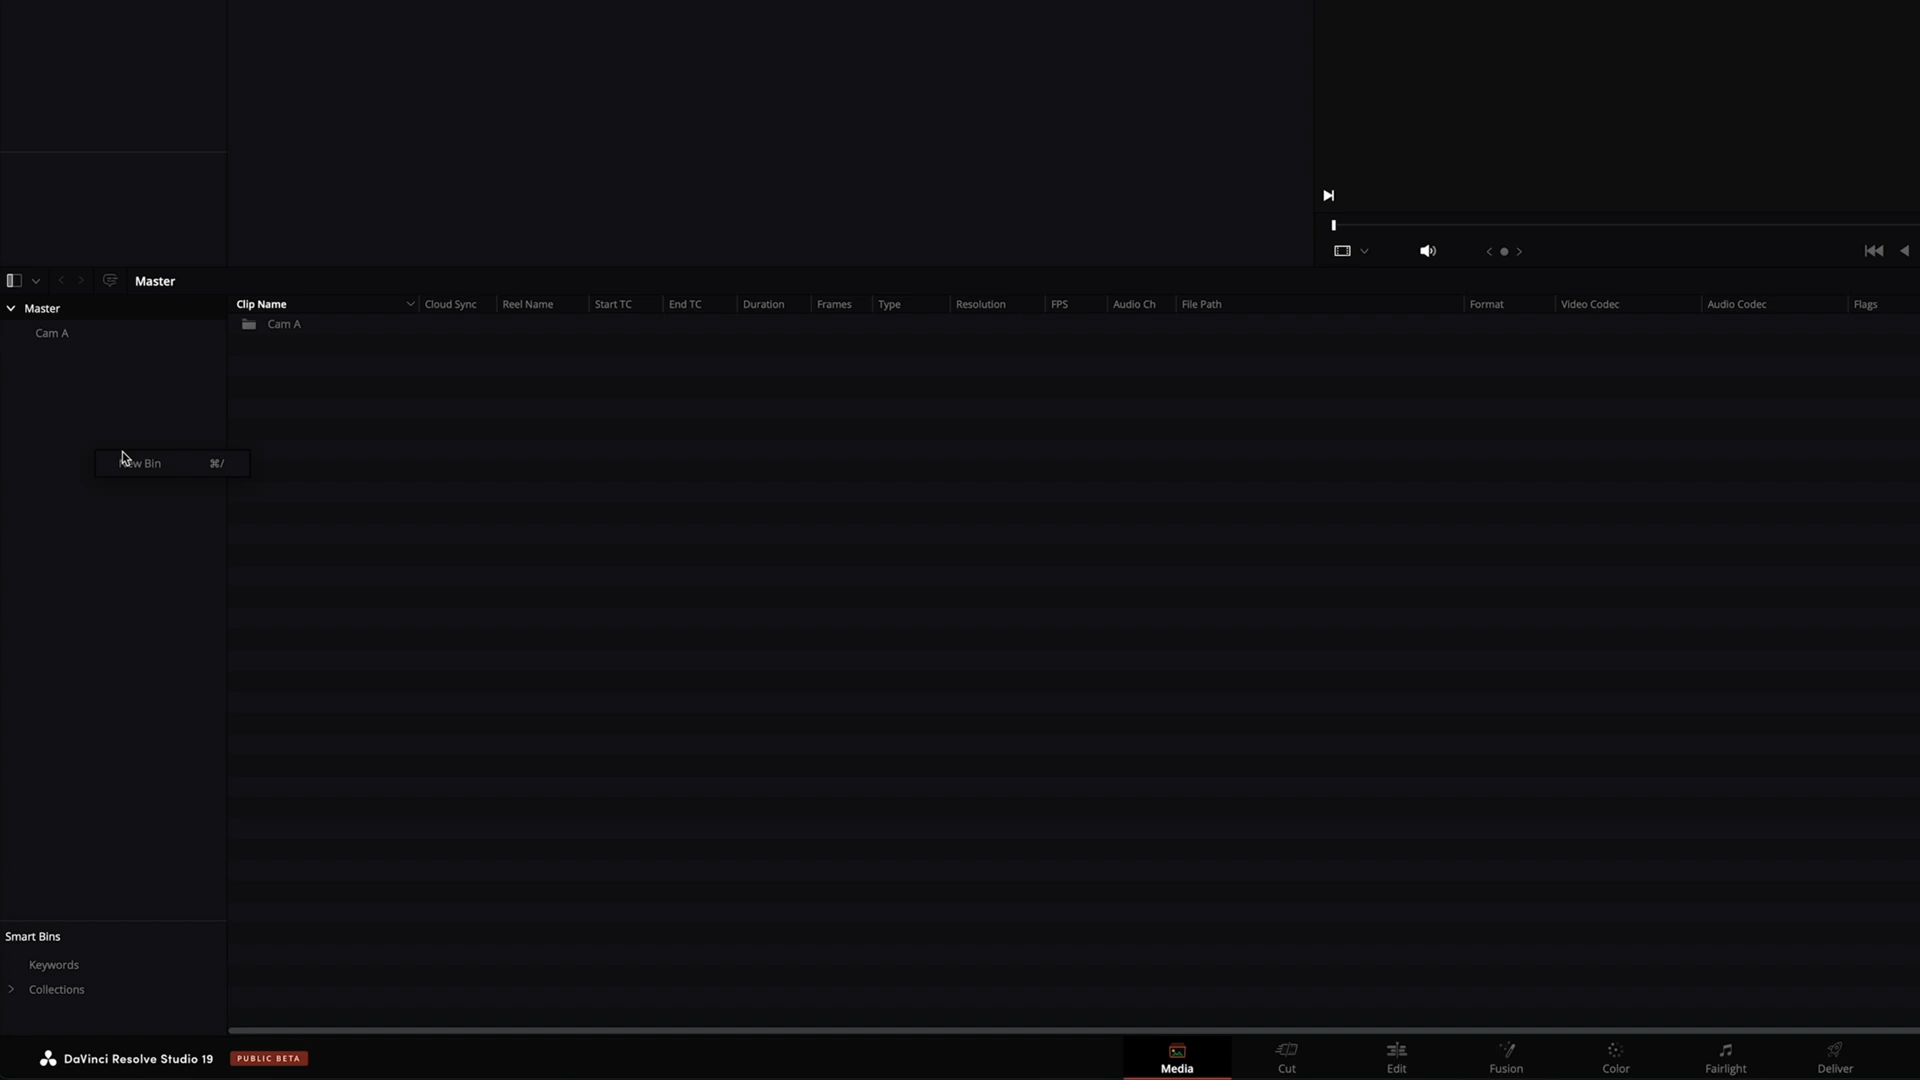 Master
Master
Clip Name Cloud Sync Reel Name Start TC End TC Duration Frames Type Resolution FPS Audio Ch File Path Format Video Codec Audio Codec Flags
Cam A
Cam A
Bin ⌘/
Smart Bins
Keywords
Collections
DaVinci Resolve Studio 19 PUBLIC BETA
Media Cut Edit Fusion Color Fairlight Deliver